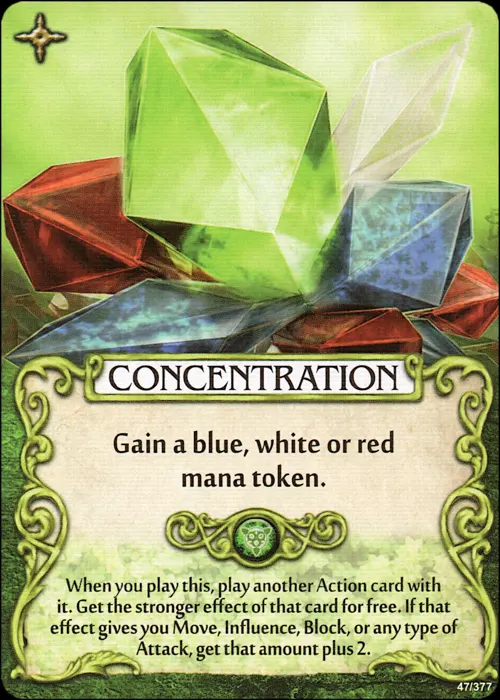 CONCENTRATION
Gain a blue, white or red
mana token.
When you play this, play another Action card with
it. Get the stronger effect of that card for free. If that
effect gives you Move, Influence, Block, or any type of
Attack, get that amount plus 2.
47/377